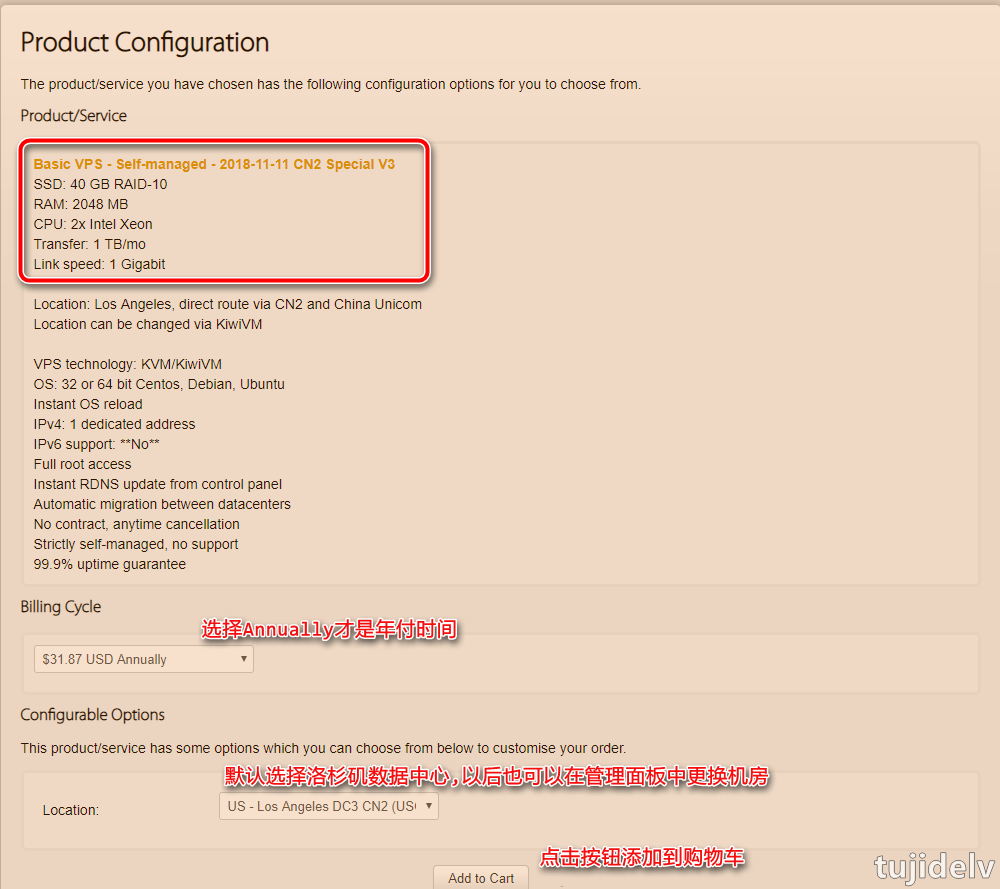 Product Configuration
The product/service you have chosen has the following configuration options for you to choose from.
Product/Service
Basic VPS - Self-managed - 2018-11-11 CN2 Special V3
SSD: 40 GB RAID-10
RAM: 2048 MB
CPU: 2x Intel Xeon
Transfer: 1 TB/mo
Link speed: 1 Gigabit
Location: Los Angeles, direct route via CN2 and China Unicom
Location can be changed via KiwiVM
VPS technology: KVM/KiwiVM
OS: 32 or 64 bit Centos, Debian, Ubuntu
Instant OS reload
IPv4: 1 dedicated address
IPv6 support: **No**
Full root access
Instant RDNS update from control panel
Automatic migration between datacenters
No contract, anytime cancellation
Strictly self-managed, no support
99.9% uptime guarantee
Billing Cycle
选择Annually才是年付时间
$31.87 USD Annually
Configurable Options
This product/service has some options which you can choose from below to customise your order.
默认选择洛杉矶数据中心,以后也可以在管理面板中更换机房
Location:
US - Los Angeles DC3 CN2 (USC
点击按钮添加到购物车
Add to Cart
tujidelv